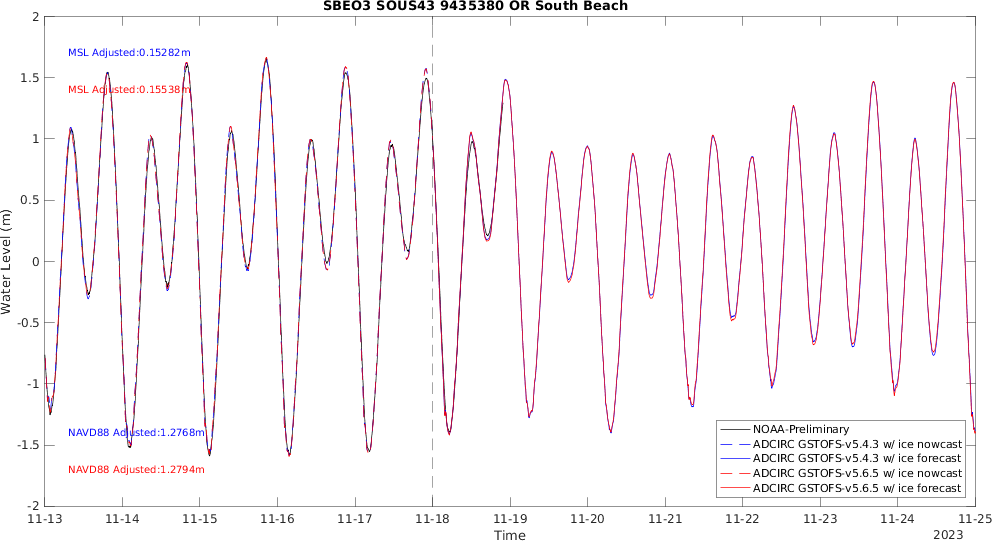 SBEO3 SOUS43 9435380 OR South Beach
MSL Adjusted:0.15282m
MSL Adjusted:0.15538m
NAVD88 Adjusted:1.2768m
NAVD88 Adjusted:1.2794m
Water Level (m)
2
1.5
1
0.5
0
-0.5
-1
-1.5
-2
NOAA-Preliminary
ADCIRC GSTOFS-v5.4.3 w/ ice nowcast
ADCIRC GSTOFS-v5.4.3 w/ ice forecast
ADCIRC GSTOFS-v5.6.5 w/ ice nowcast
ADCIRC GSTOFS-v5.6.5 w/ ice forecast
11-13 11-14 11-15 11-16 11-17 11-18 11-19 11-20 11-21 11-22 11-23 11-24 11-25
Time
2023